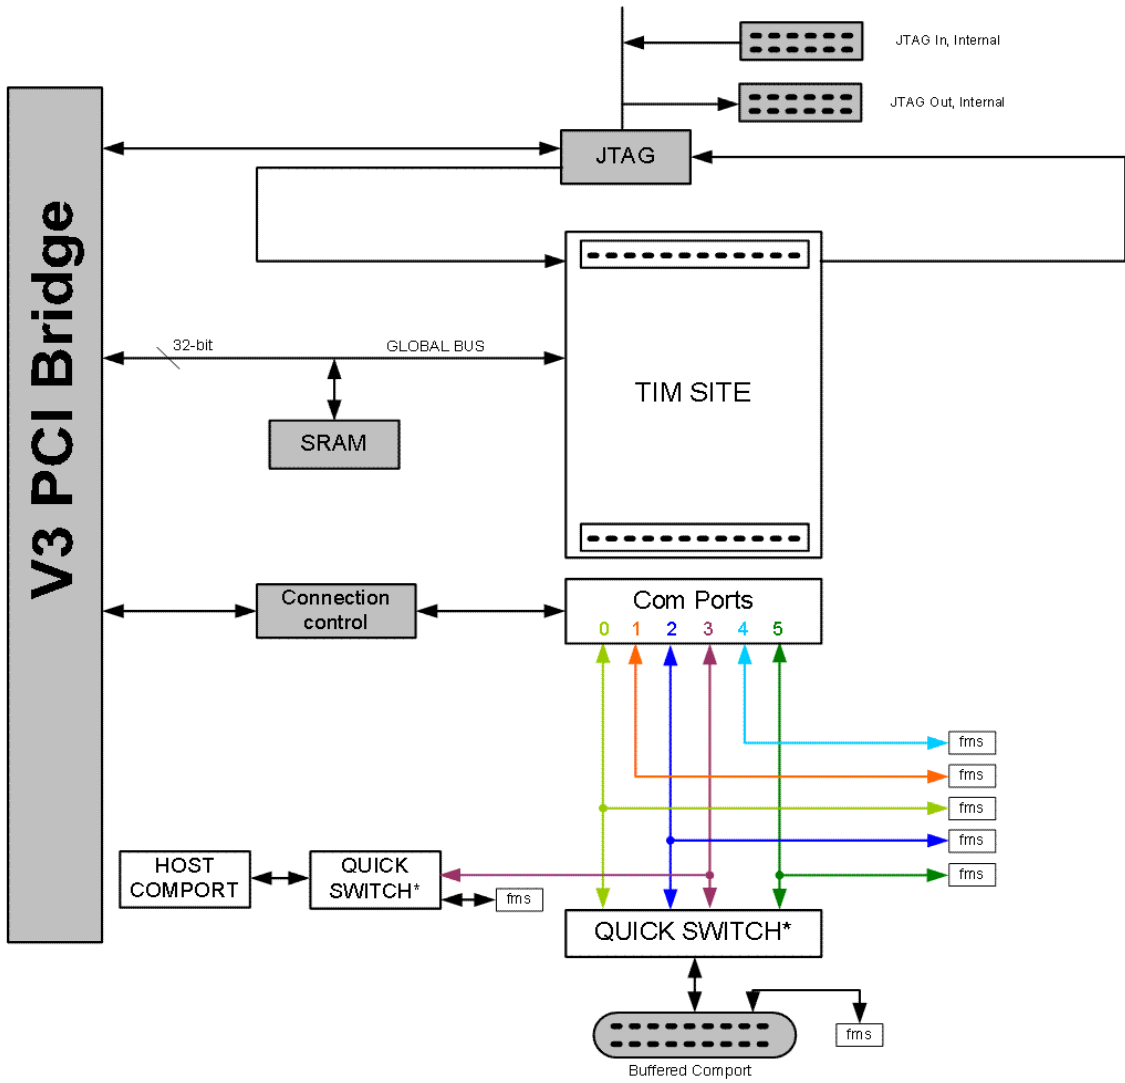 JTAG In, Internal
JTAG Out, Internal
JTAG
V3 PCI Bridge
32-bit
GLOBAL BUS
TIM SITE
SRAM
Connection
control
Com Ports
0 1 2 3 4 5
fms
fms
fms
fms
fms
HOST
COMPORT
QUICK
SWITCH*
fms
QUICK SWITCH*
fms
Buffered Comport